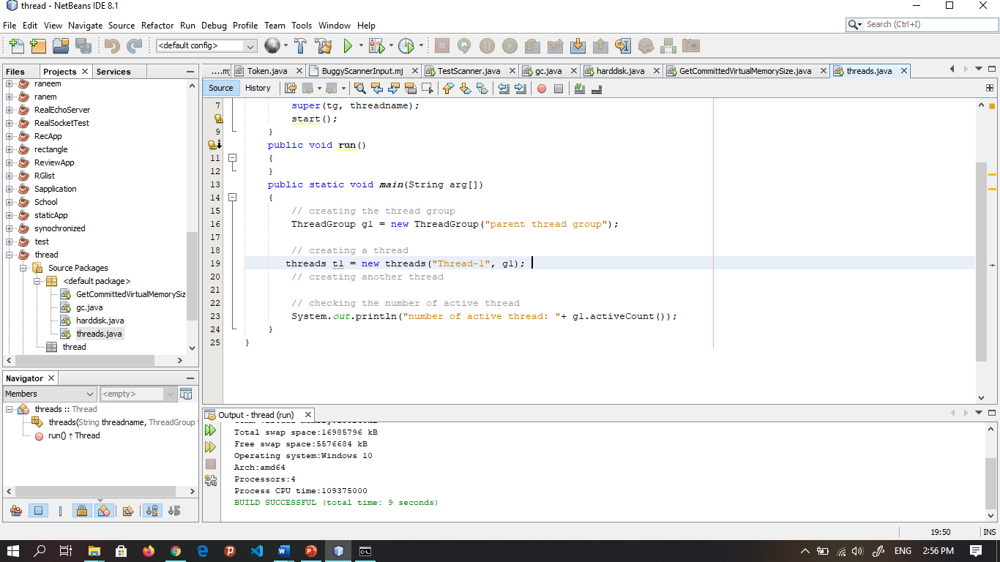 thread - NetBeans IDE 8.1
File Edit View Navigate Source Refactor Run Debug Profile Team Tools Window Help
Search (Ctrl+I)
<default config>
Files Projects Services
....mj Token.java BuggyScannerInput.mj TestScanner.java gc.java harddisk.java GetCommittedVirtualMemorySize.java threads.java
Source History
raneem
ranem
RealEchoServer
RealSocketTest
RecApp
rectangle
ReviewApp
RGlist
Sapplication
School
staticApp
synchronized
test
thread
Source Packages
<default package>
GetCommittedVirtualMemorySiz
gc.java
harddisk.java
threads.java
thread
7 super(tg, threadname);
start();
9 }
public void run()
11 {
12 }
13 public static void main(String arg[])
14 {
15 // creating the thread group
16 ThreadGroup g1 = new ThreadGroup("parent thread group");
17
18 // creating a thread
19 threads t1 = new threads("Thread-1", g1);
20 // creating another thread
21
22 // checking the number of active thread
23 System.out.println("number of active thread: "+ g1.activeCount());
24 }
25 }
Navigator
Members <empty>
threads :: Thread
threads(String threadname, ThreadGroup
run() ↑ Thread
Output - thread (run)
Total swap space:16985796 kB
Free swap space:5576684 kB
Operating system:Windows 10
Arch:amd64
Processors:4
Process CPU time:109375000
BUILD SUCCESSFUL (total time: 9 seconds)
19:50 INS
ENG 2:56 PM